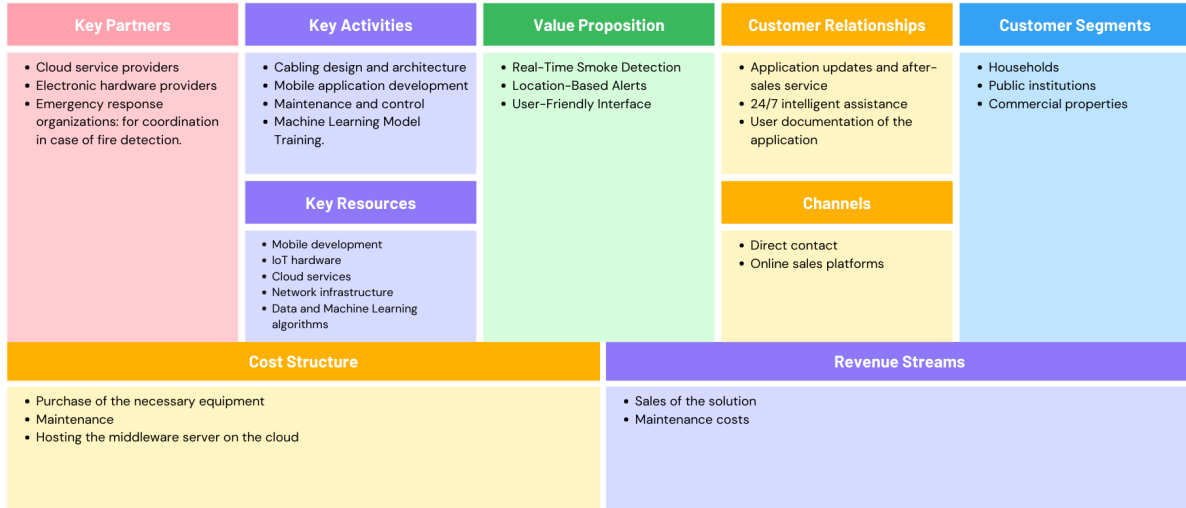 Key Partners
Cloud service providers
Electronic hardware providers
Emergency response
organizations: for coordination
in case of fire detection.
Key Activities
Cabling design and architecture
Mobile application development
Maintenance and control
Machine Learning Model
Training.
Key Resources
Mobile development
IoT hardware
Cloud services
Network infrastructure
Data and Machine Learning
algorithms
Value Proposition
Real-Time Smoke Detection
Location-Based Alerts
User-Friendly Interface
Customer Relationships
Application updates and after-
sales service
24/7 intelligent assistance
User documentation of the
application
Channels
Direct contact
Online sales platforms
Customer Segments
Households
Public institutions
Commercial properties
Cost Structure
Purchase of the necessary equipment
Maintenance
Hosting the middleware server on the cloud
Revenue Streams
Sales of the solution
Maintenance costs